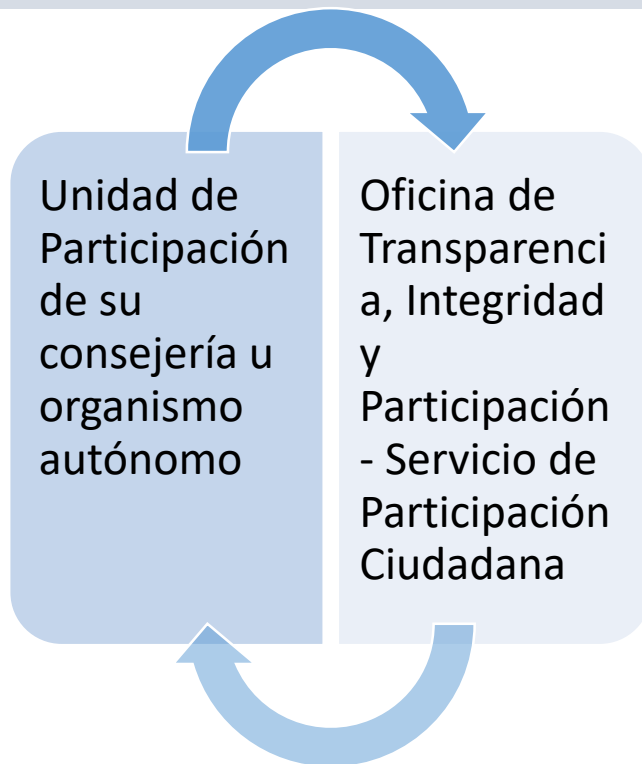 Unidad de
Participación
de su
consejería u
organismo
autónomo
Oficina de
Transparenci
a, Integridad
y
Participación
- Servicio de
Participación
Ciudadana